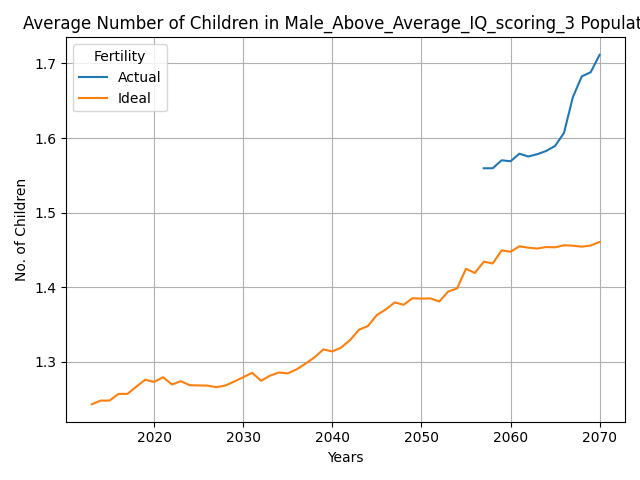 Average Number of Children in Male_Above_Average_IQ_scoring_3 Populat
Fertility
Actual
Ideal
No. of Children
1.7
1.6
1.5
1.4
1.3
2020 2030 2040 2050 2060 2070
Years